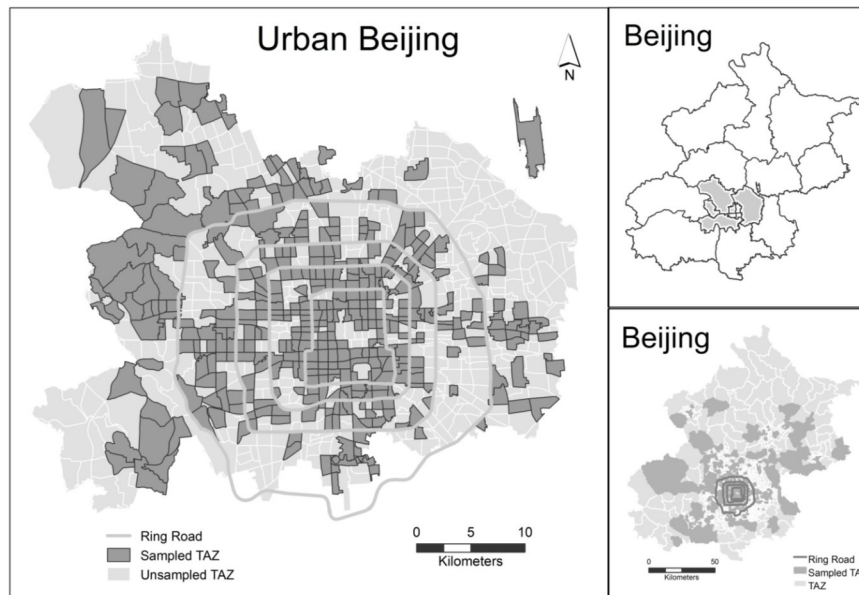 Urban Beijing
N
Ring Road
Sampled TAZ
Unsampled TAZ
0 5 10
Kilometers
Beijing
Beijing
0 50
Kilometers
Ring Road
Sampled TA
TAZ